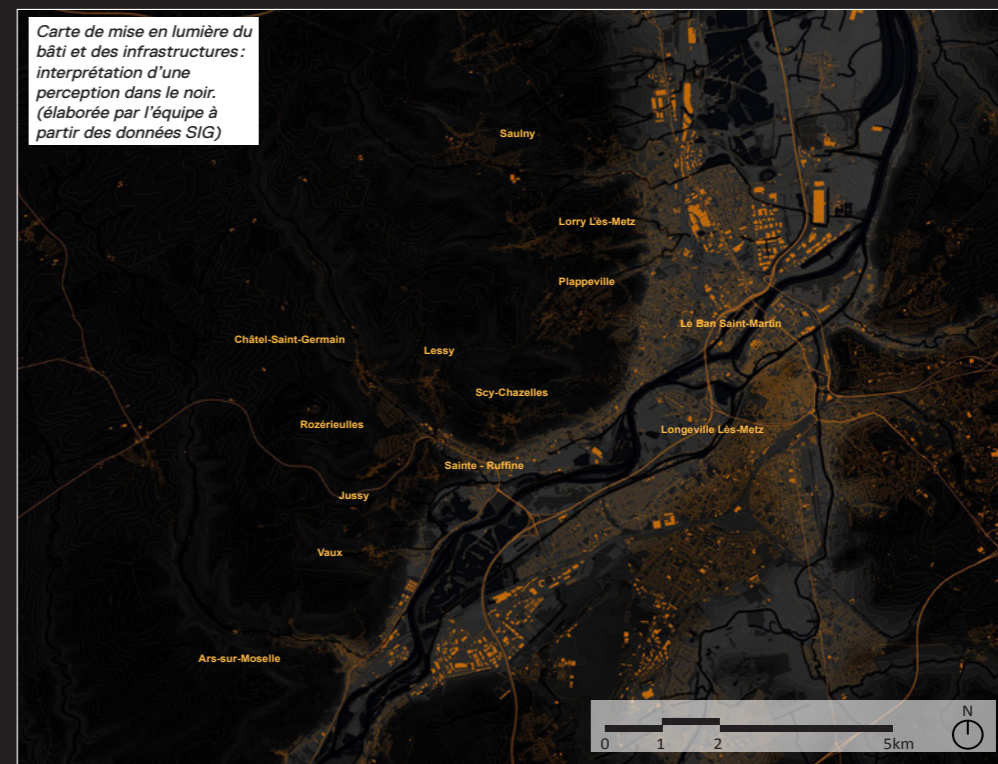 Carte de mise en lumière du
bâti et des infrastructures :
interprétation d'une
perception dans le noir.
(élaborée par l'équipe à
partir des données SIG)
Saulny
Lorry Lès-Metz
Plappeville
Le Ban Saint-Martin
Châtel-Saint-Germain
Lessy
Scy-Chazelles
Rozérieulles
Longeville Lès-Metz
Sainte - Ruffine
Jussy
Vaux
Ars-sur-Moselle
N
0 1 2 5km